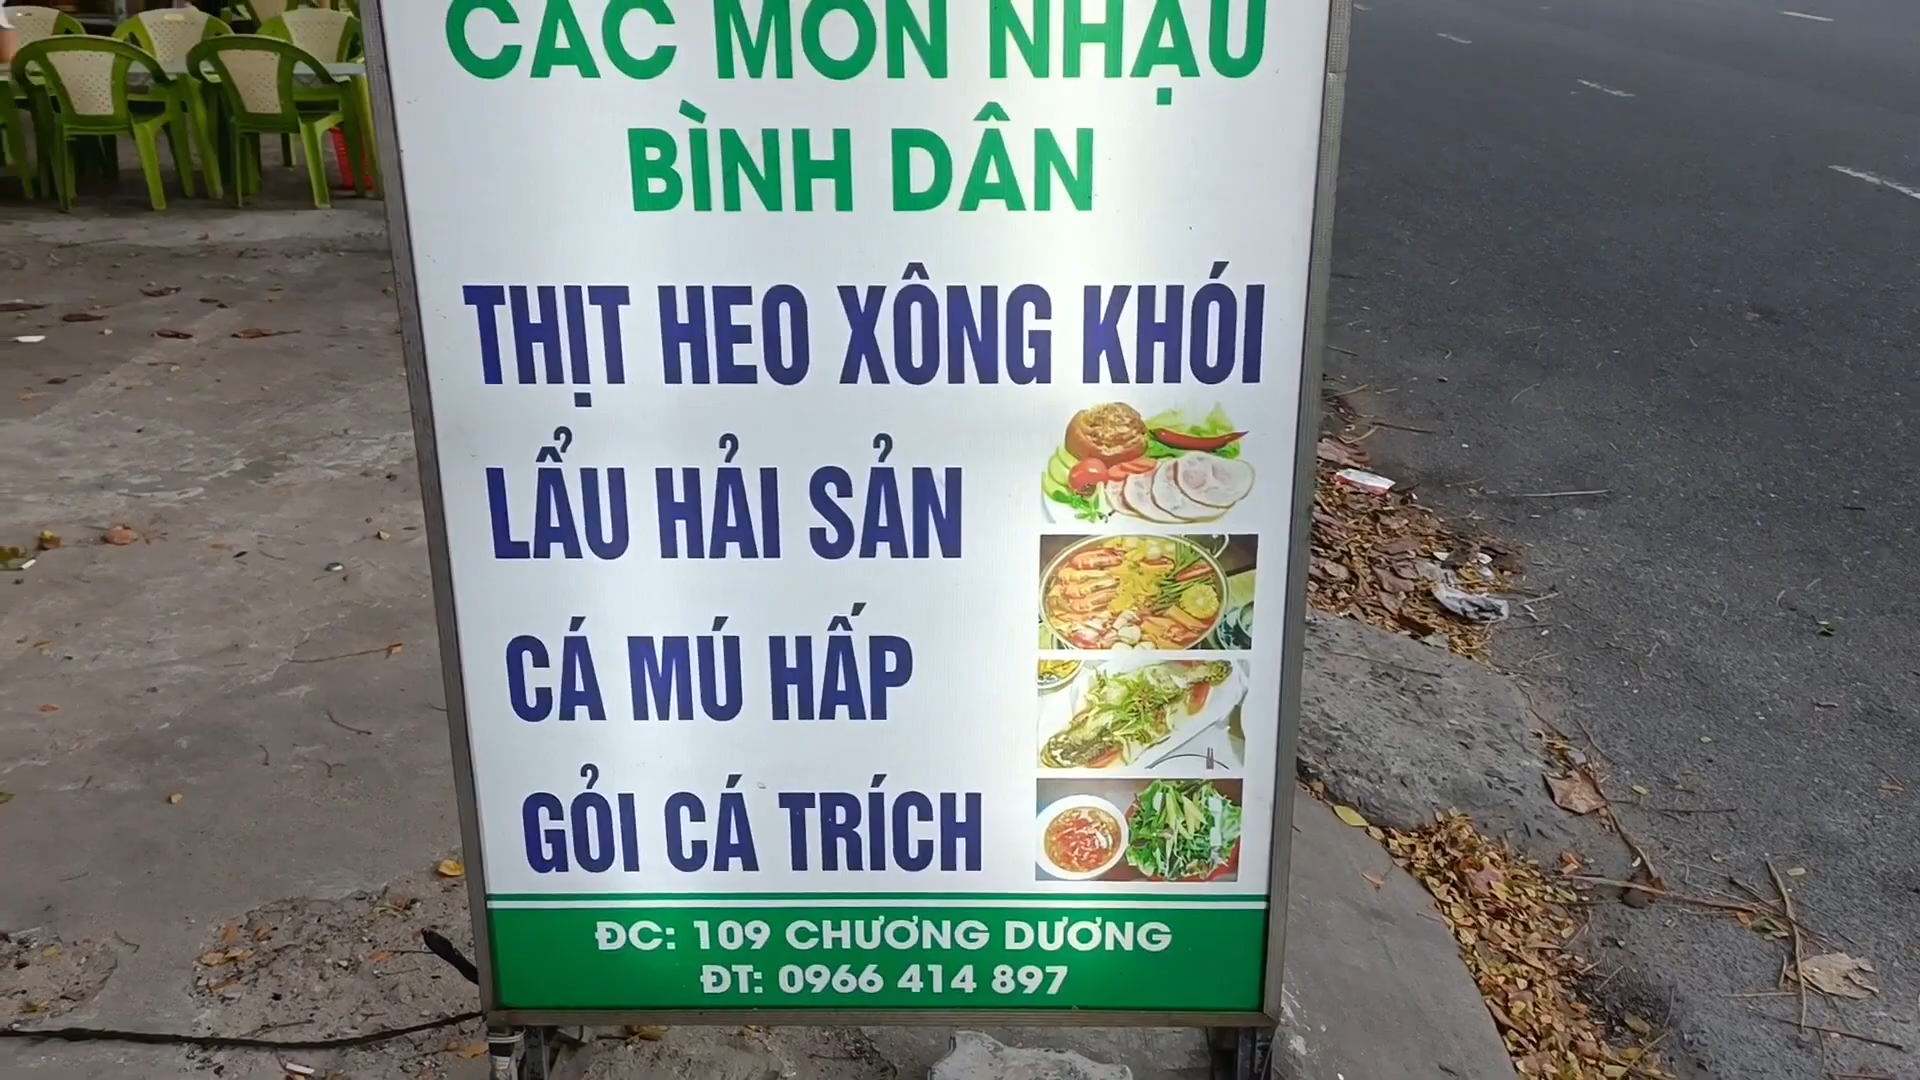 CÁC MÓN NHẬU
BÌNH DÂN
THỊT HEO XÔNG KHÓI
LẨU HẢI SẢN
CÁ MÚ HẤP
GỎI CÁ TRÍCH
ĐC: 109 CHƯƠNG DƯƠNG
ĐT: 0966 414 897